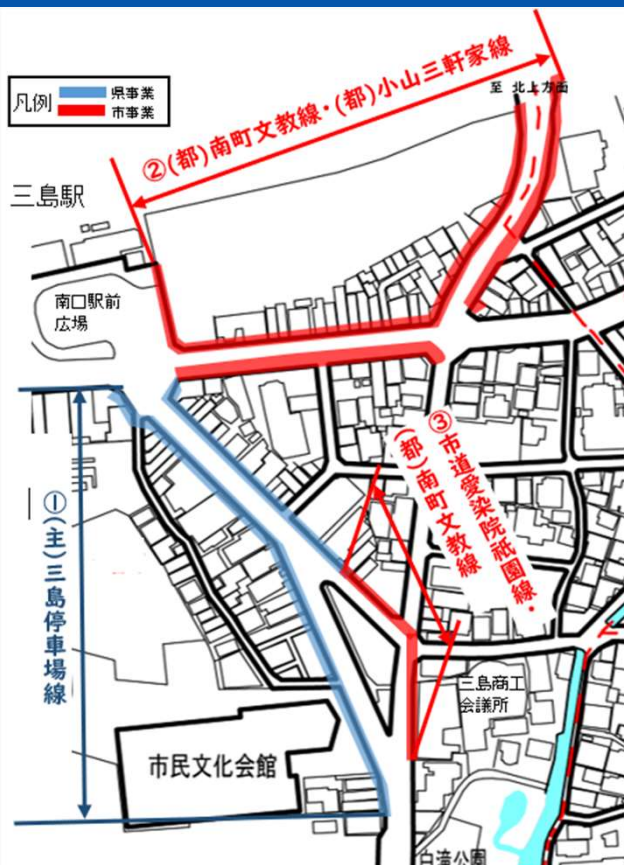 ②(都)南町文教線・(都)小山三軒家線
至 北上方面
凡例
県事業
市事業
三島駅
南口駅前
広場
③市道愛染院祇園線・
(都)南町文教線
①(主)三島停車場線
三島商工
会議所
市民文化会館
白滝公園